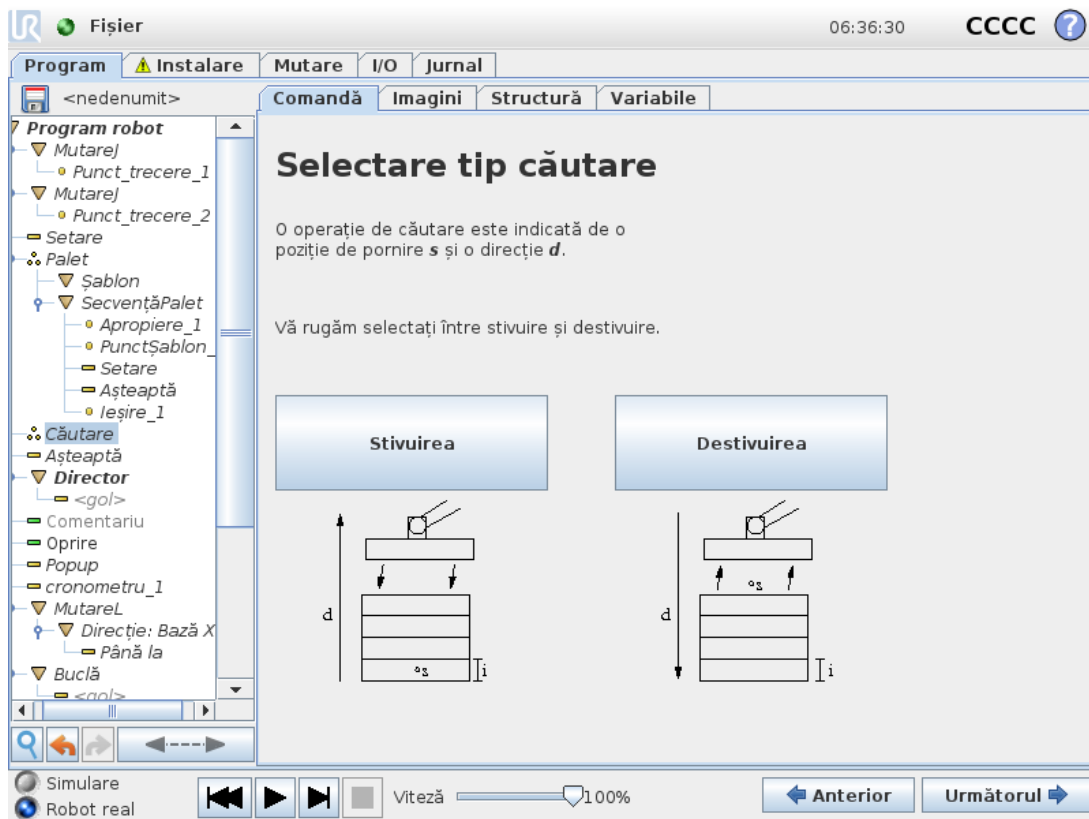 UR Fișier 06:36:30 CCCC ?
Program Instalare Mutare I/O Jurnal
<nedenumit>
Comandă Imagini Structură Variabile
Program robot
MutareJ
Punct_trecere_1
MutareJ
Punct_trecere_2
Setare
Palet
Șablon
SecvențăPalet
Apropiere_1
PunctȘablon_
Setare
Așteaptă
Ieșire_1
Căutare
Așteaptă
Director
<gol>
Comentariu
Oprire
Popup
cronometru_1
MutareL
Direcție: Bază X
Până la
Buclă
<gol>
Selectare tip căutare
O operație de căutare este indicată de o
poziție de pornire s și o direcție d.
Vă rugăm selectați între stivuire și destivuire.
Stivuirea Destivuirea
d s i
d s i
Simulare
Robot real
Viteză 100%
Anterior Următorul